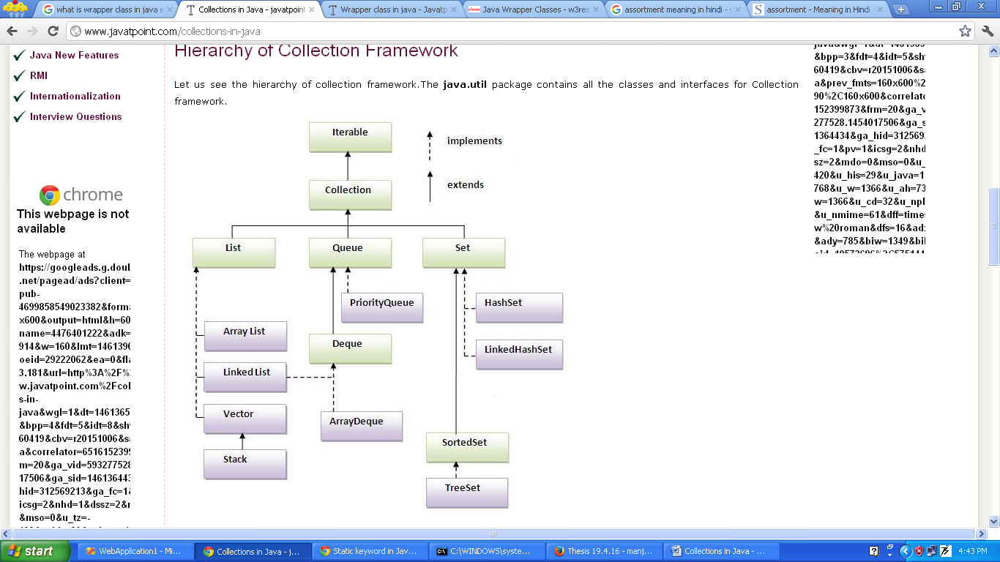 what is wrapper class in java e
Collections in Java - javatpoint
Wrapper class in java - Javatp
Java Wrapper Classes - w3res
assortment meaning in hindi -
assortment - Meaning in Hindi
www.javatpoint.com/collections-in-java
Java New Features
RMI
Internationalization
Interview Questions
chrome
This webpage is not
available
The webpage at
https://googleads.g.doul
.net/pagead/ads?client=
pub-
4699858549023382&form
x600&output=html&h=60
name=4476401222&adk=
914&w=160&lmt=1461390
oeid=29222062&ea=0&fla
3.181&url=http%3A%2F%
w.javatpoint.com%2Fcol
s-in-
java&wgl=1&dt=1461365
&bpp=4&fdt=5&idt=8&sh
60419&cbv=r20151006&sa
a&correlator=6516152399
m=20&ga_vid=593277528
17506&ga_sid=146136443
hid=312569213&ga_fc=1&
icsg=2&nhd=1&dssz=2&
&mso=0&u_tz=-
Hierarchy of Collection Framework
Let us see the hierarchy of collection framework.The java.util package contains all the classes and interfaces for Collection
framework.
Iterable
implements
Collection
extends
List
Queue
Set
PriorityQueue
HashSet
Array List
Deque
LinkedHashSet
Linked List
Vector
ArrayDeque
SortedSet
Stack
TreeSet
&bpp=3&fdt=4&idt=5&sh
60419&cbv=r20151006&sa
a&prev_fmts=160x600%2
90%2C160x600&correlato
152399873&frm=20&ga_v
277528.1454017506&ga_s
1364434&ga_hid=312569
_fc=1&pv=1&icsg=2&nhd
sz=2&mdo=0&mso=0&u_
420&u_his=29&u_java=1
768&u_w=1366&u_ah=73
w=1366&u_cd=32&u_npl
&u_nmime=61&dff=times
w%20roman&dfs=16&ad
&ady=785&biw=1349&bi
start
WebApplication1 - Mi...
Collections in Java - j...
Static keyword in Jav...
C:\WINDOWS\syste...
Thesis 19.4.16 - manj...
Collections in Java - ...
4:43 PM